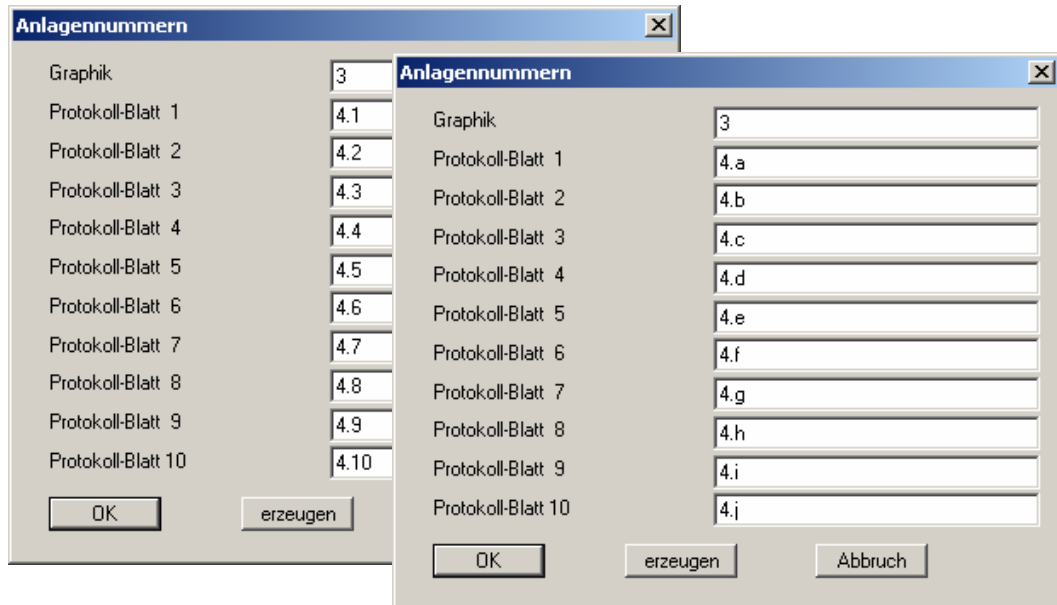 Anlagennummern
Graphik 3
Protokoll-Blatt 1 4.1
Protokoll-Blatt 2 4.2
Protokoll-Blatt 3 4.3
Protokoll-Blatt 4 4.4
Protokoll-Blatt 5 4.5
Protokoll-Blatt 6 4.6
Protokoll-Blatt 7 4.7
Protokoll-Blatt 8 4.8
Protokoll-Blatt 9 4.9
Protokoll-Blatt 10 4.10
OK erzeugen
Anlagennummern
Graphik 3
Protokoll-Blatt 1 4.a
Protokoll-Blatt 2 4.b
Protokoll-Blatt 3 4.c
Protokoll-Blatt 4 4.d
Protokoll-Blatt 5 4.e
Protokoll-Blatt 6 4.f
Protokoll-Blatt 7 4.g
Protokoll-Blatt 8 4.h
Protokoll-Blatt 9 4.i
Protokoll-Blatt 10 4.j
OK erzeugen Abbruch